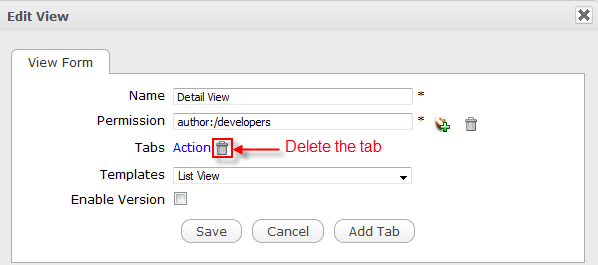 Edit View
View Form
Name Detail View *
Permission author:/developers *
Tabs Action Delete the tab
Templates List View
Enable Version
Save Cancel Add Tab